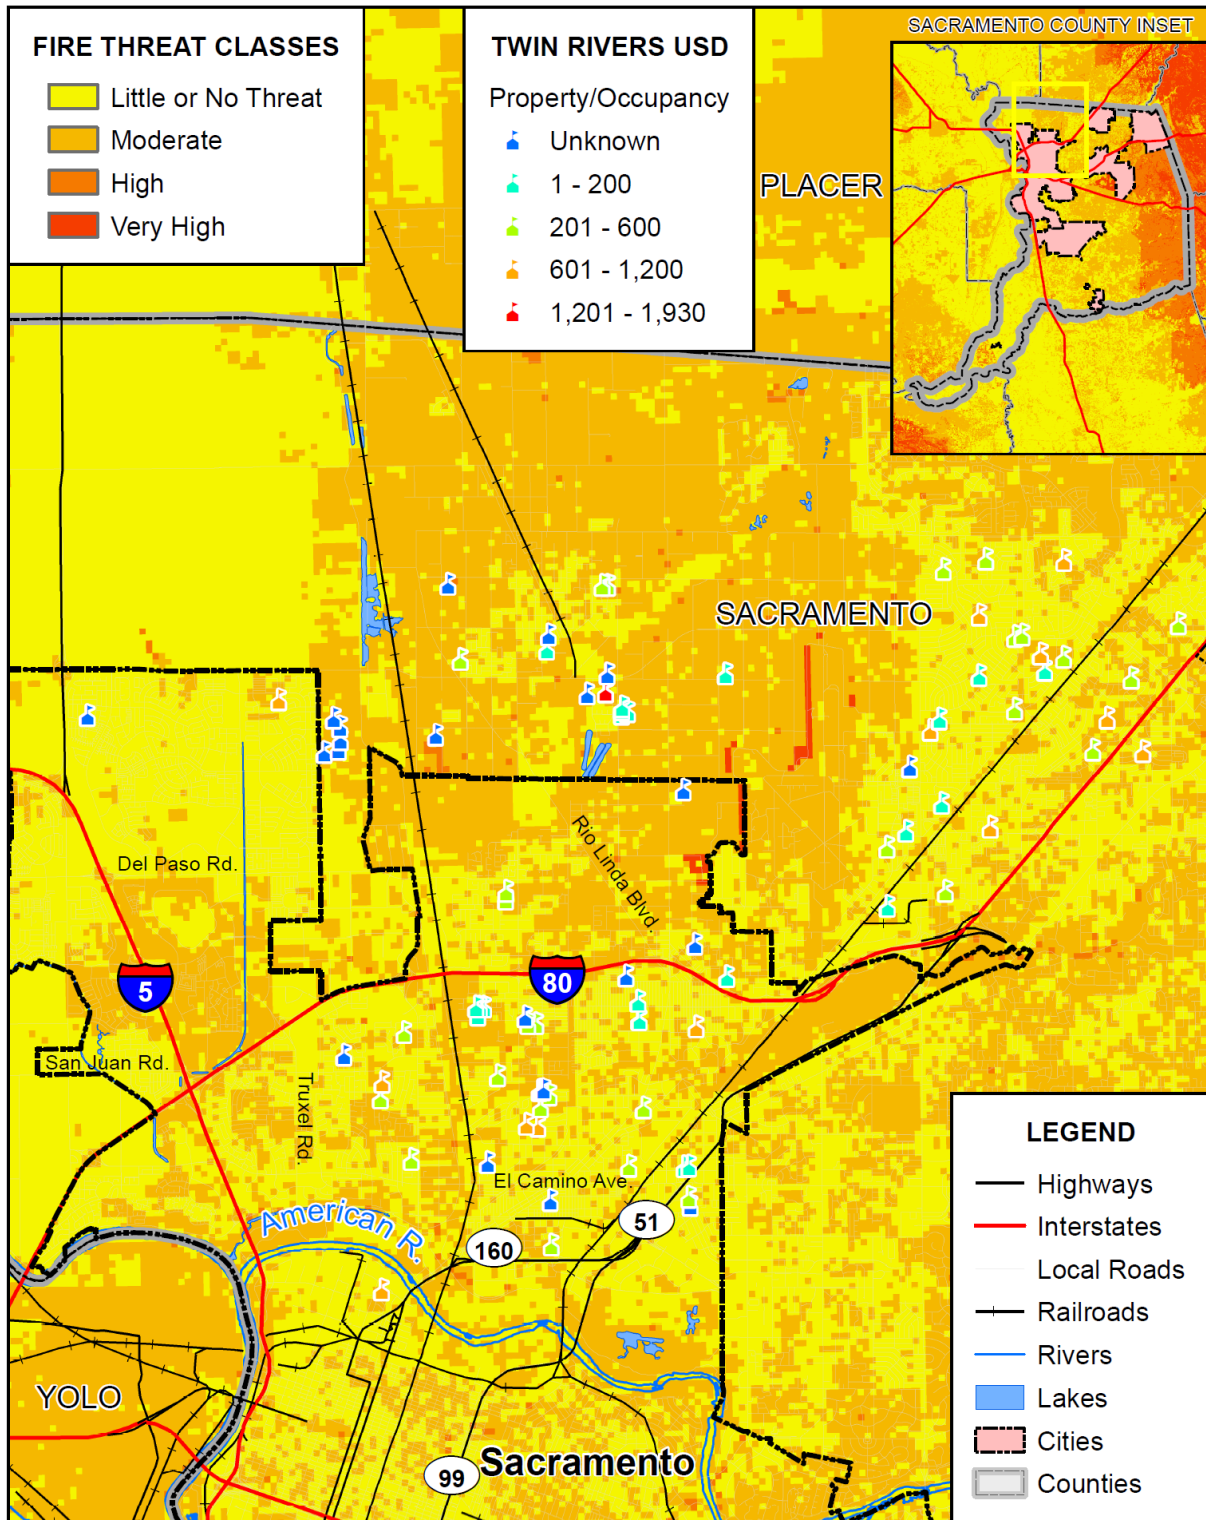 SACRAMENTO COUNTY INSET
FIRE THREAT CLASSES
Little or No Threat
Moderate
High
Very High
TWIN RIVERS USD
Property/Occupancy
Unknown
1 - 200
201 - 600
601 - 1,200
1,201 - 1,930
PLACER
SACRAMENTO
Rio Linda Blvd.
Del Paso Rd.
5
80
San Juan Rd.
Truxel Rd.
El Camino Ave.
American R.
51
160
YOLO
Sacramento
99
LEGEND
Highways
Interstates
Local Roads
Railroads
Rivers
Lakes
Cities
Counties